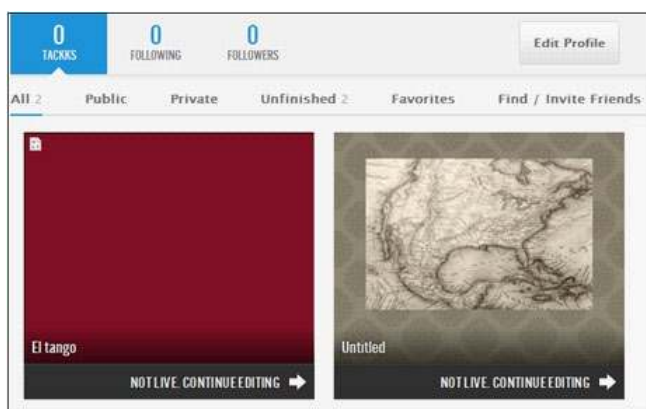 0 0 0 Edit Profile
TACKKS FOLLOWING FOLLOWERS
All 2 Public Private Unfinished 2 Favorites Find / Invite Friends
El tango Untitled
NOT LIVE. CONTINUE EDITING NOT LIVE. CONTINUE EDITING